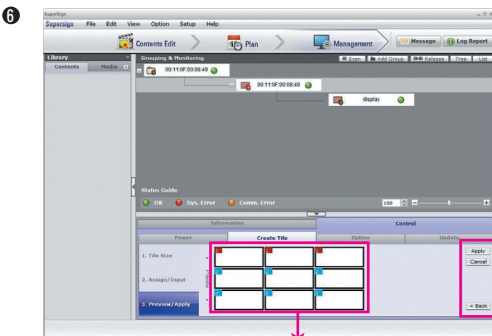 6
SuperSign
Supersign File Edit View Option Setup Help
Contents Edit Plan Management Message Log Report
Library Grouping & Monitoring Scan Add Group Release Tree List
Contents Media
00:11:0F:00:08:49
00:11:0F:00:08:49
display
Status Guide
OK Sys. Error Comm. Error 100
Information Control
Power Create Tile Option Update
1. Tile Size
2. Assign/Input
3. Preview/Apply
Apply
Cancel
< Back